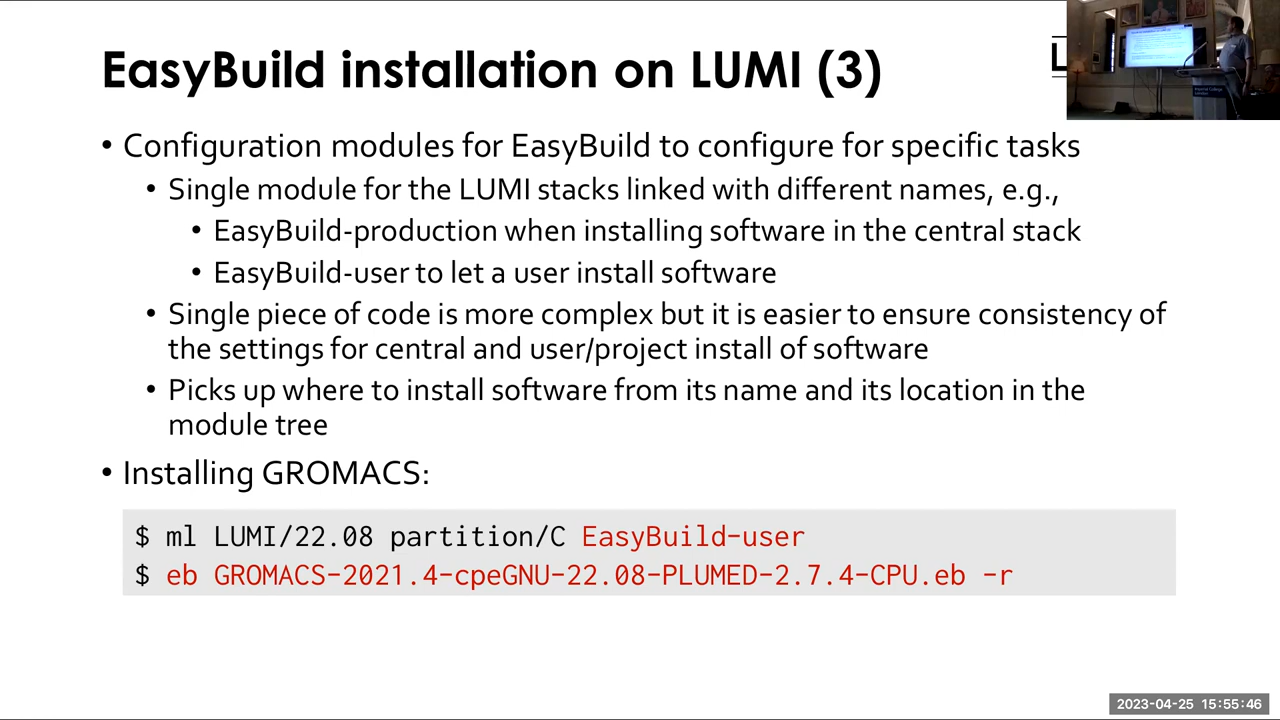 EasyBuild installation on LUMI (3)
L
• Configuration modules for EasyBuild to configure for specific tasks
• Single module for the LUMI stacks linked with different names, e.g.,
• EasyBuild-production when installing software in the central stack
• EasyBuild-user to let a user install software
• Single piece of code is more complex but it is easier to ensure consistency of
the settings for central and user/project install of software
• Picks up where to install software from its name and its location in the
module tree
• Installing GROMACS:
$ ml LUMI/22.08 partition/C EasyBuild-user
$ eb GROMACS-2021.4-cpeGNU-22.08-PLUMED-2.7.4-CPU.eb -r
2023-04-25 15:55:46